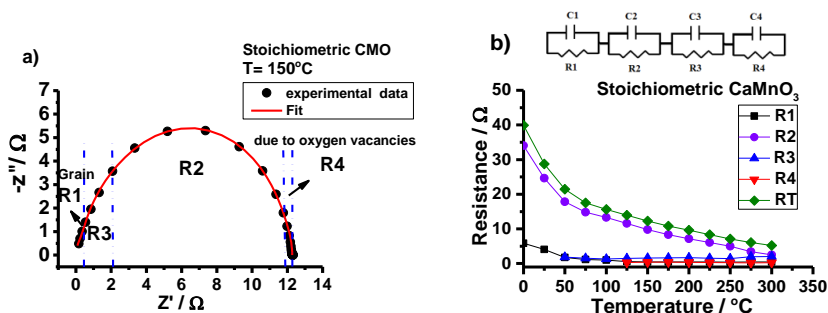 a)
Stoichiometric CMO
T= 150°C
experimental data
Fit
due to oxygen vacancies
R4
R2
Grain
R1
R3
-z''/ Ω
7
6
5
4
3
2
1
0
0 2 4 6 8 10 12 14
Z' / Ω
b)
C1 C2 C3 C4
R1 R2 R3 R4
Stoichiometric CaMnO₃
R1
R2
R3
R4
RT
Resistance / Ω
50
40
30
20
10
0
0 50 100 150 200 250 300 350
Temperature / °C